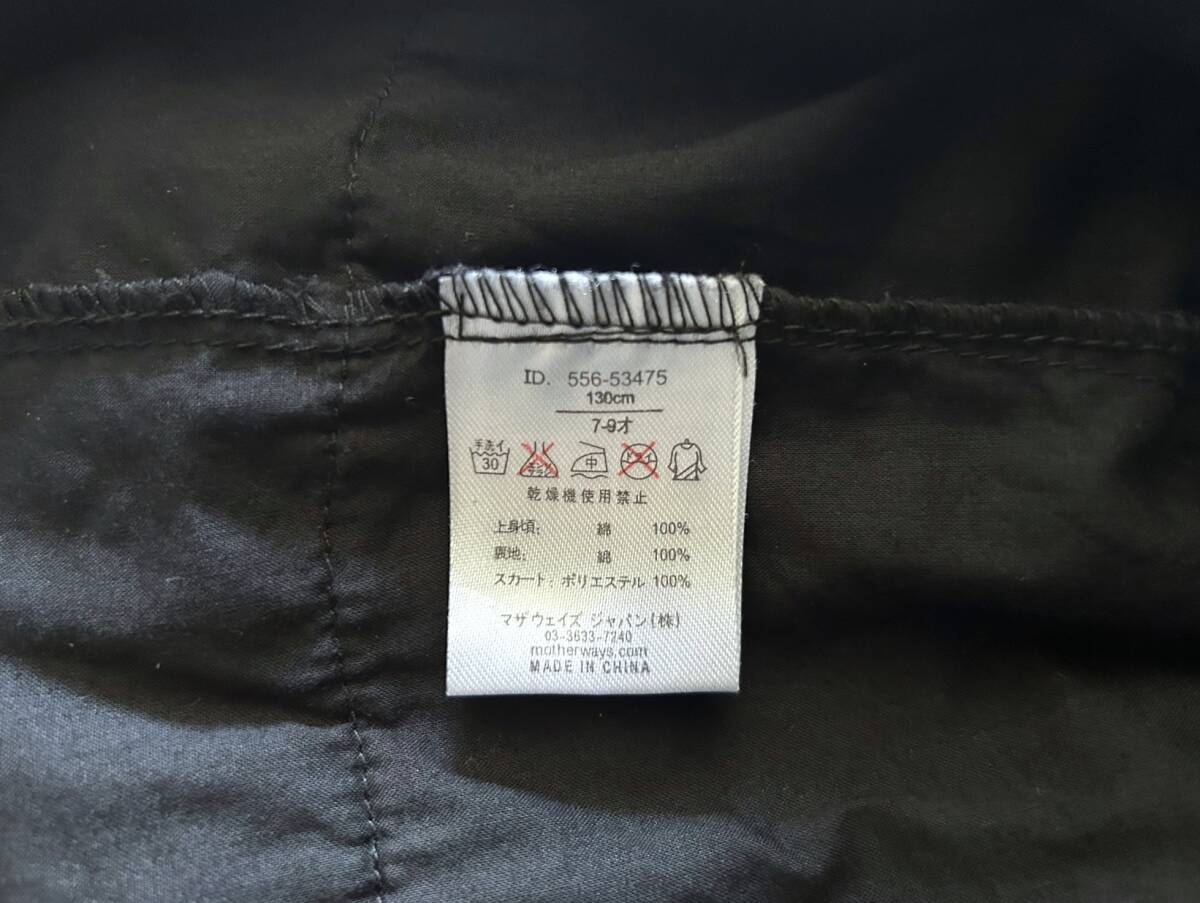 ID. 556-53475
130cm
7-9才
手洗イ 30 中 ドライ
乾燥機使用禁止
上身頃: 綿 100%
裏地: 綿 100%
スカート: ポリエステル 100%
マザウェイズ ジャパン(株)
03-3633-7240
motherways.com
MADE IN CHINA